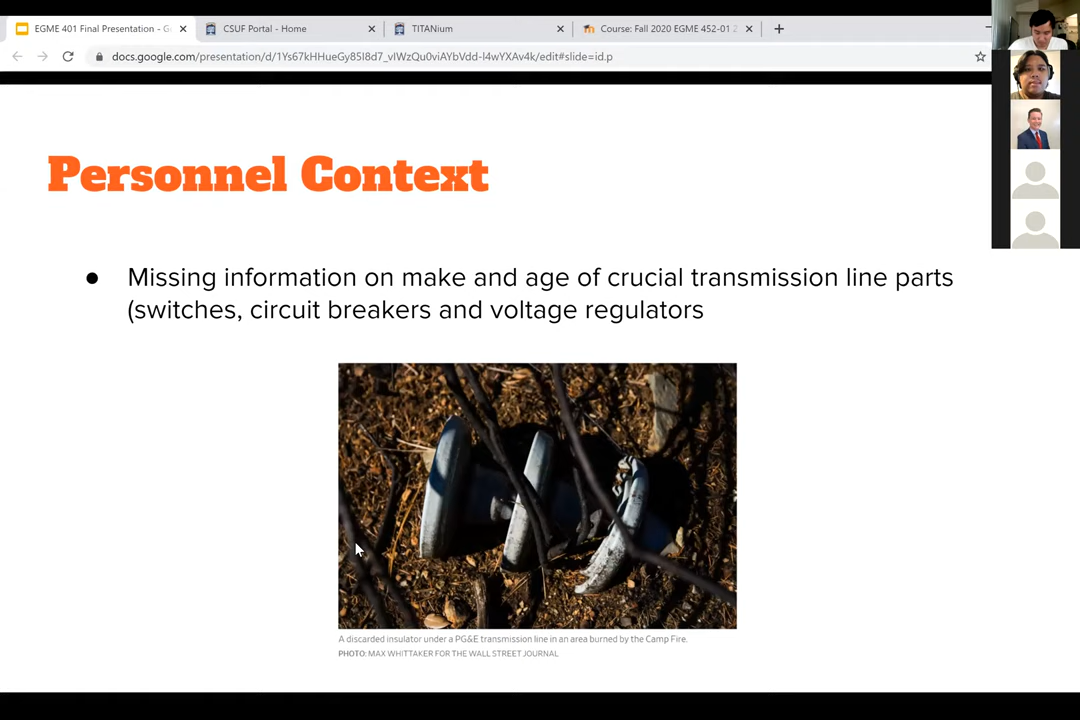 EGME 401 Final Presentation - G
CSUF Portal - Home
TITANium
Course: Fall 2020 EGME 452-01 2
docs.google.com/presentation/d/1Ys67kHHueGy85I8d7_vIWzQu0viAYbVdd-l4wYXAv4k/edit#slide=id.p
Personnel Context
● Missing information on make and age of crucial transmission line parts
(switches, circuit breakers and voltage regulators
A discarded insulator under a PG&E transmission line in an area burned by the Camp Fire.
PHOTO: MAX WHITTAKER FOR THE WALL STREET JOURNAL